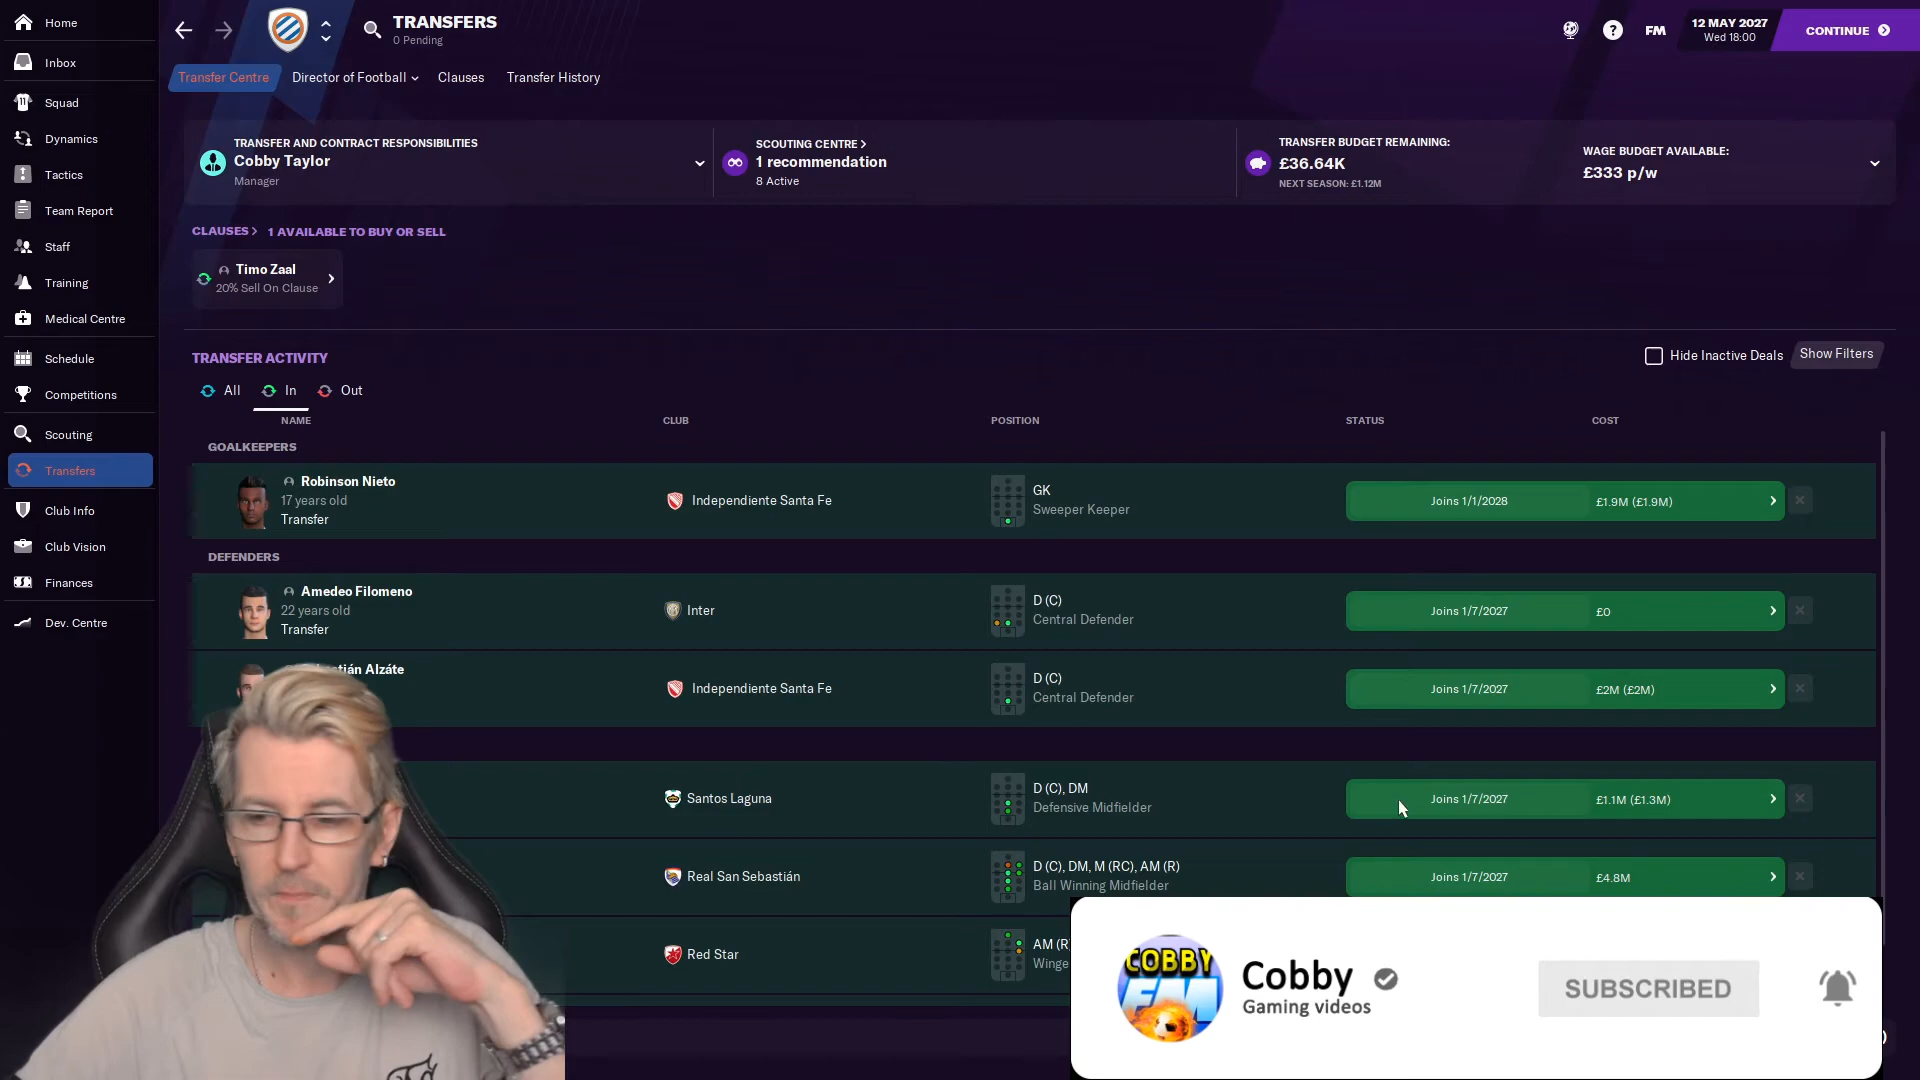 Home
Inbox
Squad
Dynamics
Tactics
Team Report
Staff
Training
Medical Centre
Schedule
Competitions
Scouting
Transfers
Club Info
Club Vision
Finances
Dev. Centre
TRANSFERS
0 Pending
FM
12 MAY 2027
Wed 18:00
CONTINUE
Transfer Centre
Director of Football
Clauses
Transfer History
TRANSFER AND CONTRACT RESPONSIBILITIES
Cobby Taylor
Manager
SCOUTING CENTRE
1 recommendation
8 Active
TRANSFER BUDGET REMAINING:
£36.64K
NEXT SEASON: £1.12M
WAGE BUDGET AVAILABLE:
£333 p/w
CLAUSES 1 AVAILABLE TO BUY OR SELL
Timo Zaal
20% Sell On Clause
TRANSFER ACTIVITY
Hide Inactive Deals
Show Filters
All In Out
NAME CLUB POSITION STATUS COST
GOALKEEPERS
Robinson Nieto
17 years old
Transfer
Independiente Santa Fe
GK
Sweeper Keeper
Joins 1/1/2028
£1.9M (£1.9M)
DEFENDERS
Amedeo Filomeno
22 years old
Transfer
Inter
D (C)
Central Defender
Joins 1/7/2027
£0
Alzáte
Independiente Santa Fe
D (C)
Central Defender
Joins 1/7/2027
£2M (£2M)
Santos Laguna
D (C), DM
Defensive Midfielder
Joins 1/7/2027
£1.1M (£1.3M)
Real San Sebastián
D (C), DM, M (RC), AM (R)
Ball Winning Midfielder
Joins 1/7/2027
£4.8M
Red Star
AM (R
Winge
COBBY
FM
Cobby
Gaming videos
SUBSCRIBED